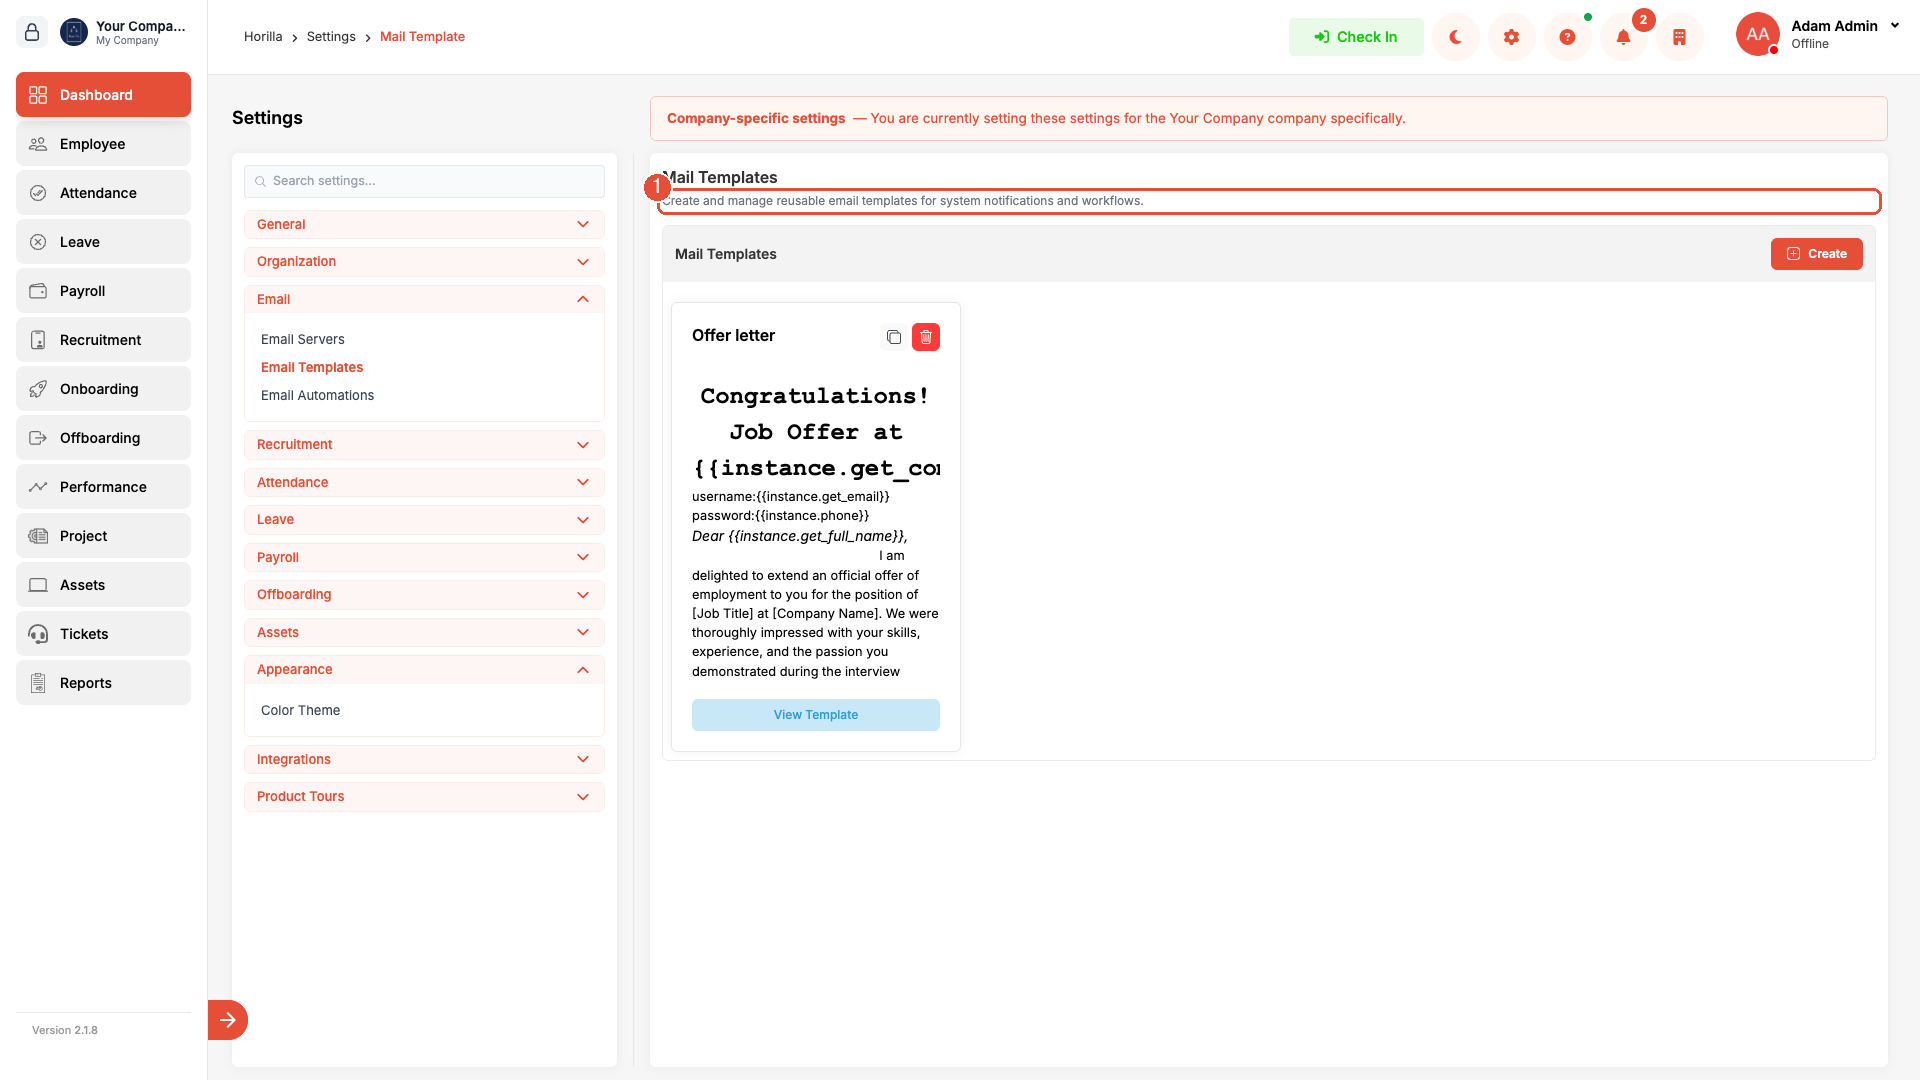 Your Compa...
My Company
Dashboard
Employee
Attendance
Leave
Payroll
Recruitment
Onboarding
Offboarding
Performance
Project
Assets
Tickets
Reports
Version 2.1.8
Horilla > Settings > Mail Template
Check In
2
AA
Adam Admin
Offline
Settings
Search settings...
General
Organization
Email
Email Servers
Email Templates
Email Automations
Recruitment
Attendance
Leave
Payroll
Offboarding
Assets
Appearance
Color Theme
Integrations
Product Tours
Company-specific settings — You are currently setting these settings for the Your Company company specifically.
Mail Templates
1
Create and manage reusable email templates for system notifications and workflows.
Mail Templates
Create
Offer letter
Congratulations!
Job Offer at
{{instance.get_co
username:{{instance.get_email}}
password:{{instance.phone}}
Dear {{instance.get_full_name}},
I am
delighted to extend an official offer of
employment to you for the position of
[Job Title] at [Company Name]. We were
thoroughly impressed with your skills,
experience, and the passion you
demonstrated during the interview
View Template